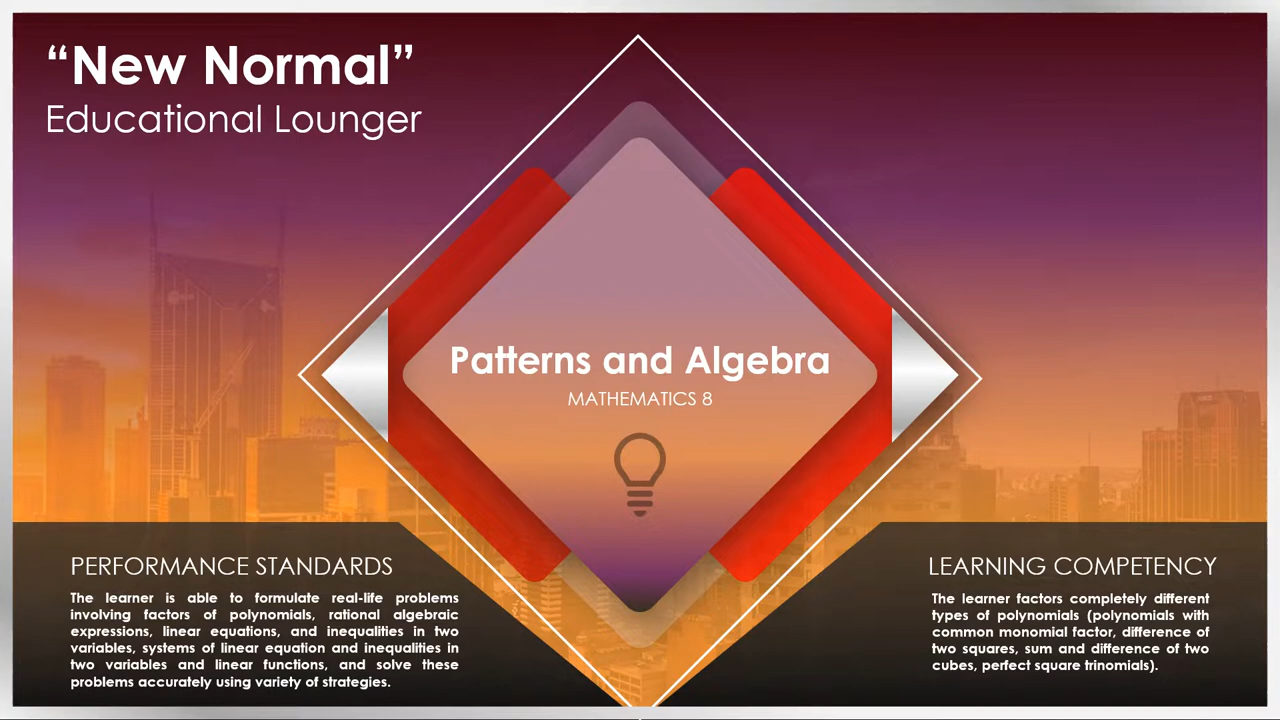 “New Normal”
Educational Lounger
Patterns and Algebra
MATHEMATICS 8
PERFORMANCE STANDARDS
The learner is able to formulate real-life problems
involving factors of polynomials, rational algebraic
expressions, linear equations, and inequalities in two
variables, systems of linear equation and inequalities in
two variables and linear functions, and solve these
problems accurately using variety of strategies.
LEARNING COMPETENCY
The learner factors completely different
types of polynomials (polynomials with
common monomial factor, difference of
two squares, sum and difference of two
cubes, perfect square trinomials).